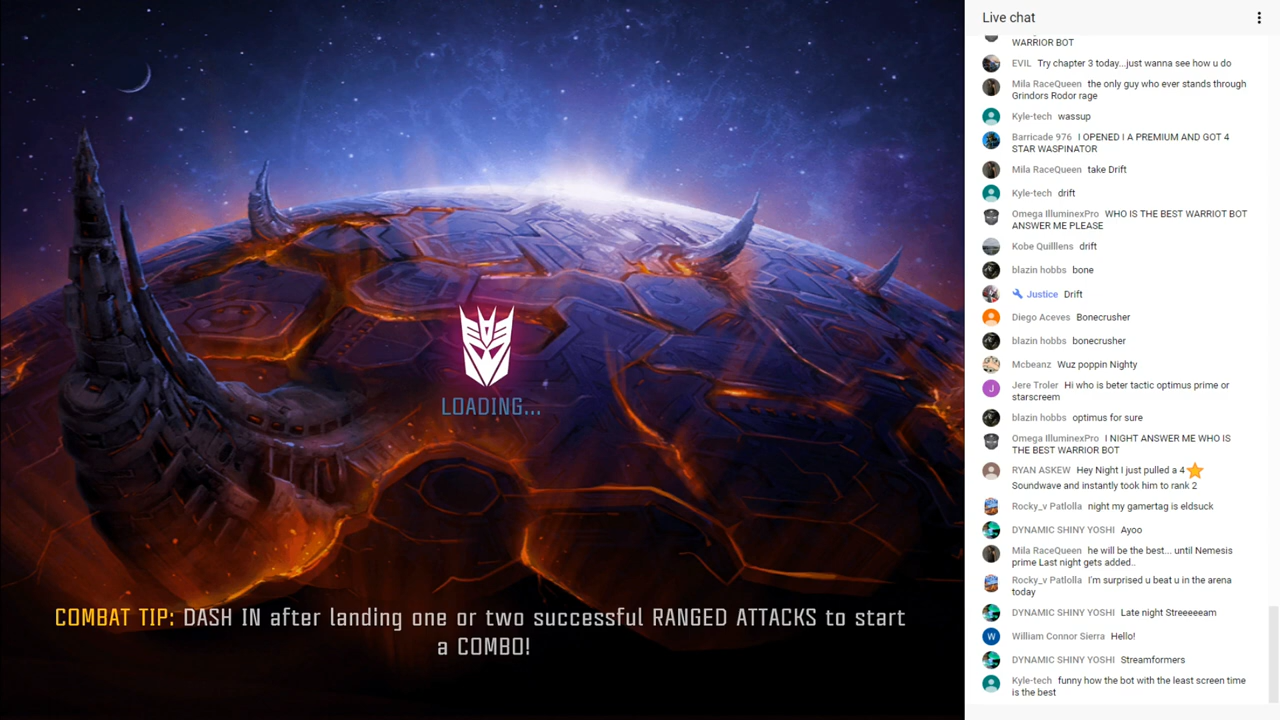 LOADING...
COMBAT TIP: DASH IN after landing one or two successful RANGED ATTACKS to start
a COMBO!
Live chat
WARRIOR BOT
EVIL Try chapter 3 today...just wanna see how u do
Mila RaceQueen the only guy who ever stands through
Grindors Rodor rage
Kyle-tech wassup
Barricade 976 I OPENED I A PREMIUM AND GOT 4
STAR WASPINATOR
Mila RaceQueen take Drift
Kyle-tech drift
Omega IlluminexPro WHO IS THE BEST WARRIOT BOT
ANSWER ME PLEASE
Kobe Quilllens drift
blazin hobbs bone
Justice Drift
Diego Aceves Bonecrusher
blazin hobbs bonecrusher
Mcbeanz Wuz poppin Nighty
J Jere Troler Hi who is beter tactic optimus prime or
starscreem
blazin hobbs optimus for sure
Omega IlluminexPro I NIGHT ANSWER ME WHO IS
THE BEST WARRIOR BOT
RYAN ASKEW Hey Night I just pulled a 4
Soundwave and instantly took him to rank 2
Rocky_v Patlolla night my gamertag is eldsuck
DYNAMIC SHINY YOSHI Ayoo
Mila RaceQueen he will be the best... until Nemesis
prime Last night gets added..
Rocky_v Patlolla I'm surprised u beat u in the arena
today
DYNAMIC SHINY YOSHI Late night Streeeeeam
W William Connor Sierra Hello!
DYNAMIC SHINY YOSHI Streamformers
Kyle-tech funny how the bot with the least screen time
is the best